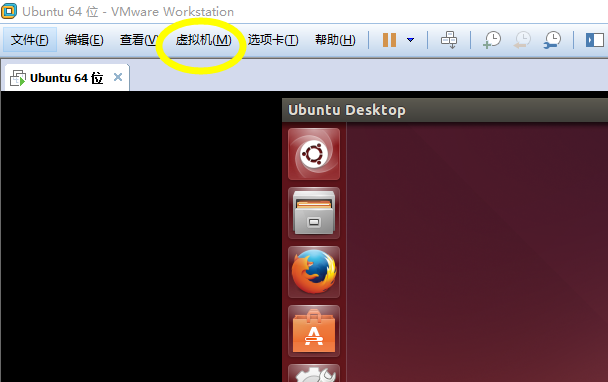 Ubuntu 64 位 - VMware Workstation
文件(F) 编辑(E) 查看(V) 虚拟机(M) 选项卡(T) 帮助(H)
Ubuntu 64 位
Ubuntu Desktop